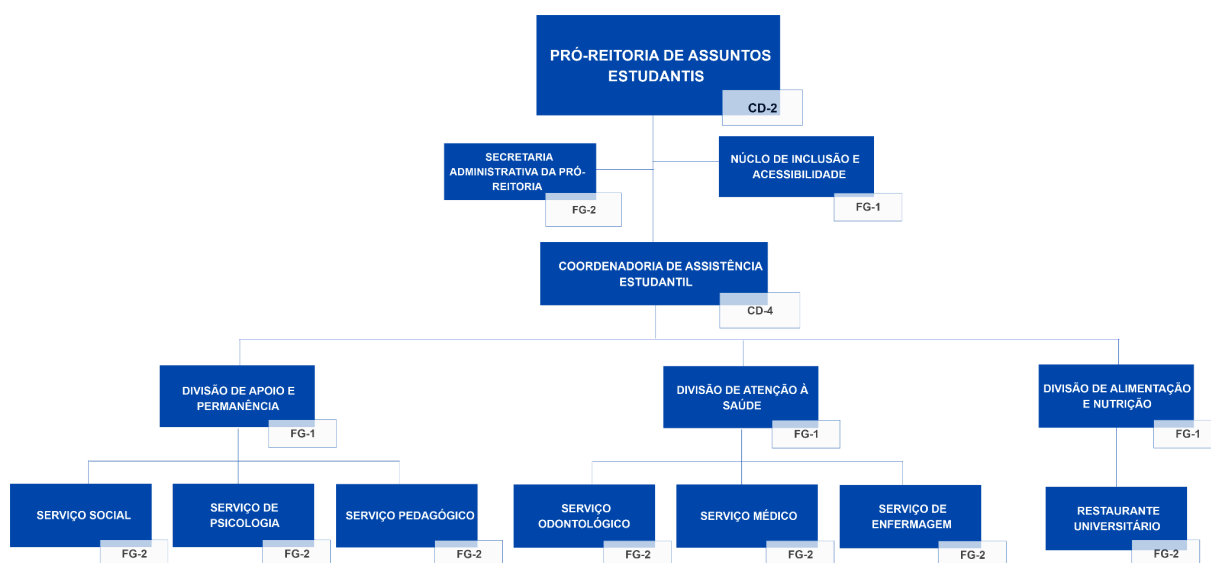 PRÓ-REITORIA DE ASSUNTOS
ESTUDANTIS
CD-2
SECRETARIA
ADMINISTRATIVA DA PRÓ-
REITORIA
FG-2
NÚCLO DE INCLUSÃO E
ACESSIBILIDADE
FG-1
COORDENADORIA DE ASSISTÊNCIA
ESTUDANTIL
CD-4
DIVISÃO DE APOIO E
PERMANÊNCIA
FG-1
DIVISÃO DE ATENÇÃO À
SAÚDE
FG-1
DIVISÃO DE ALIMENTAÇÃO
E NUTRIÇÃO
FG-1
SERVIÇO SOCIAL
FG-2
SERVIÇO DE
PSICOLOGIA
FG-2
SERVIÇO PEDAGÓGICO
FG-2
SERVIÇO
ODONTOLÓGICO
FG-2
SERVIÇO MÉDICO
FG-2
SERVIÇO DE
ENFERMAGEM
FG-2
RESTAURANTE
UNIVERSITÁRIO
FG-2